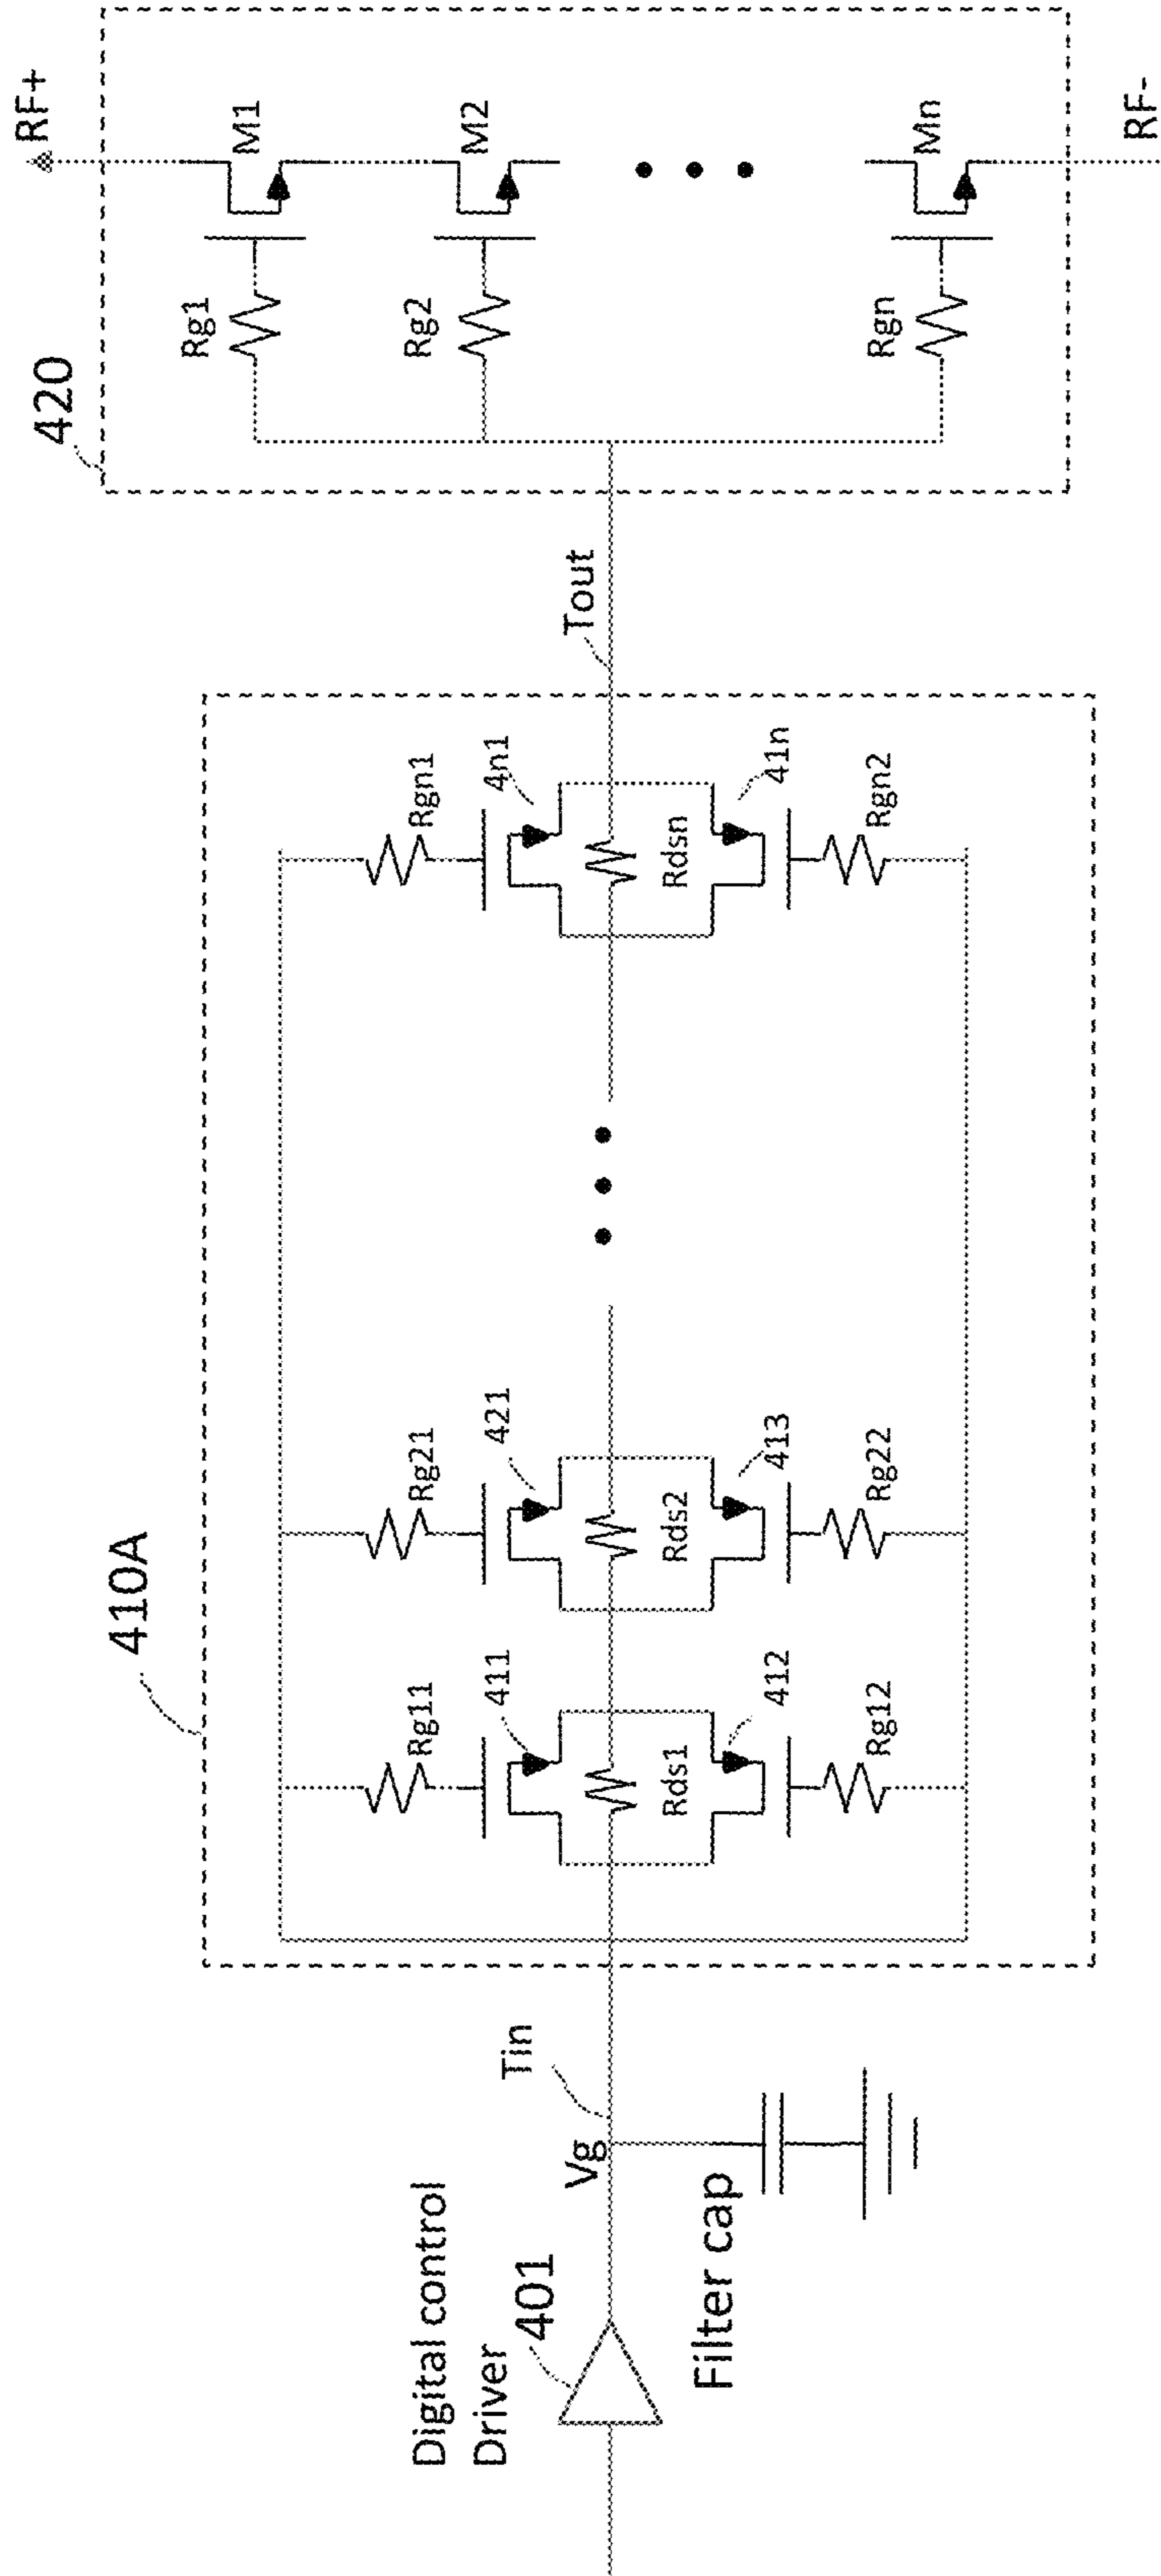 Digital control
Driver
401
Vg
Tin
Filter cap
410A
Rg11
411
Rds1
412
Rg12
Rg21
421
Rds2
413
Rg22
Rgn1
4n1
Rdsn
41n
Rgn2
Tout
420
Rg1
Rg2
Rgn
RF+
M1
M2
Mn
RF-